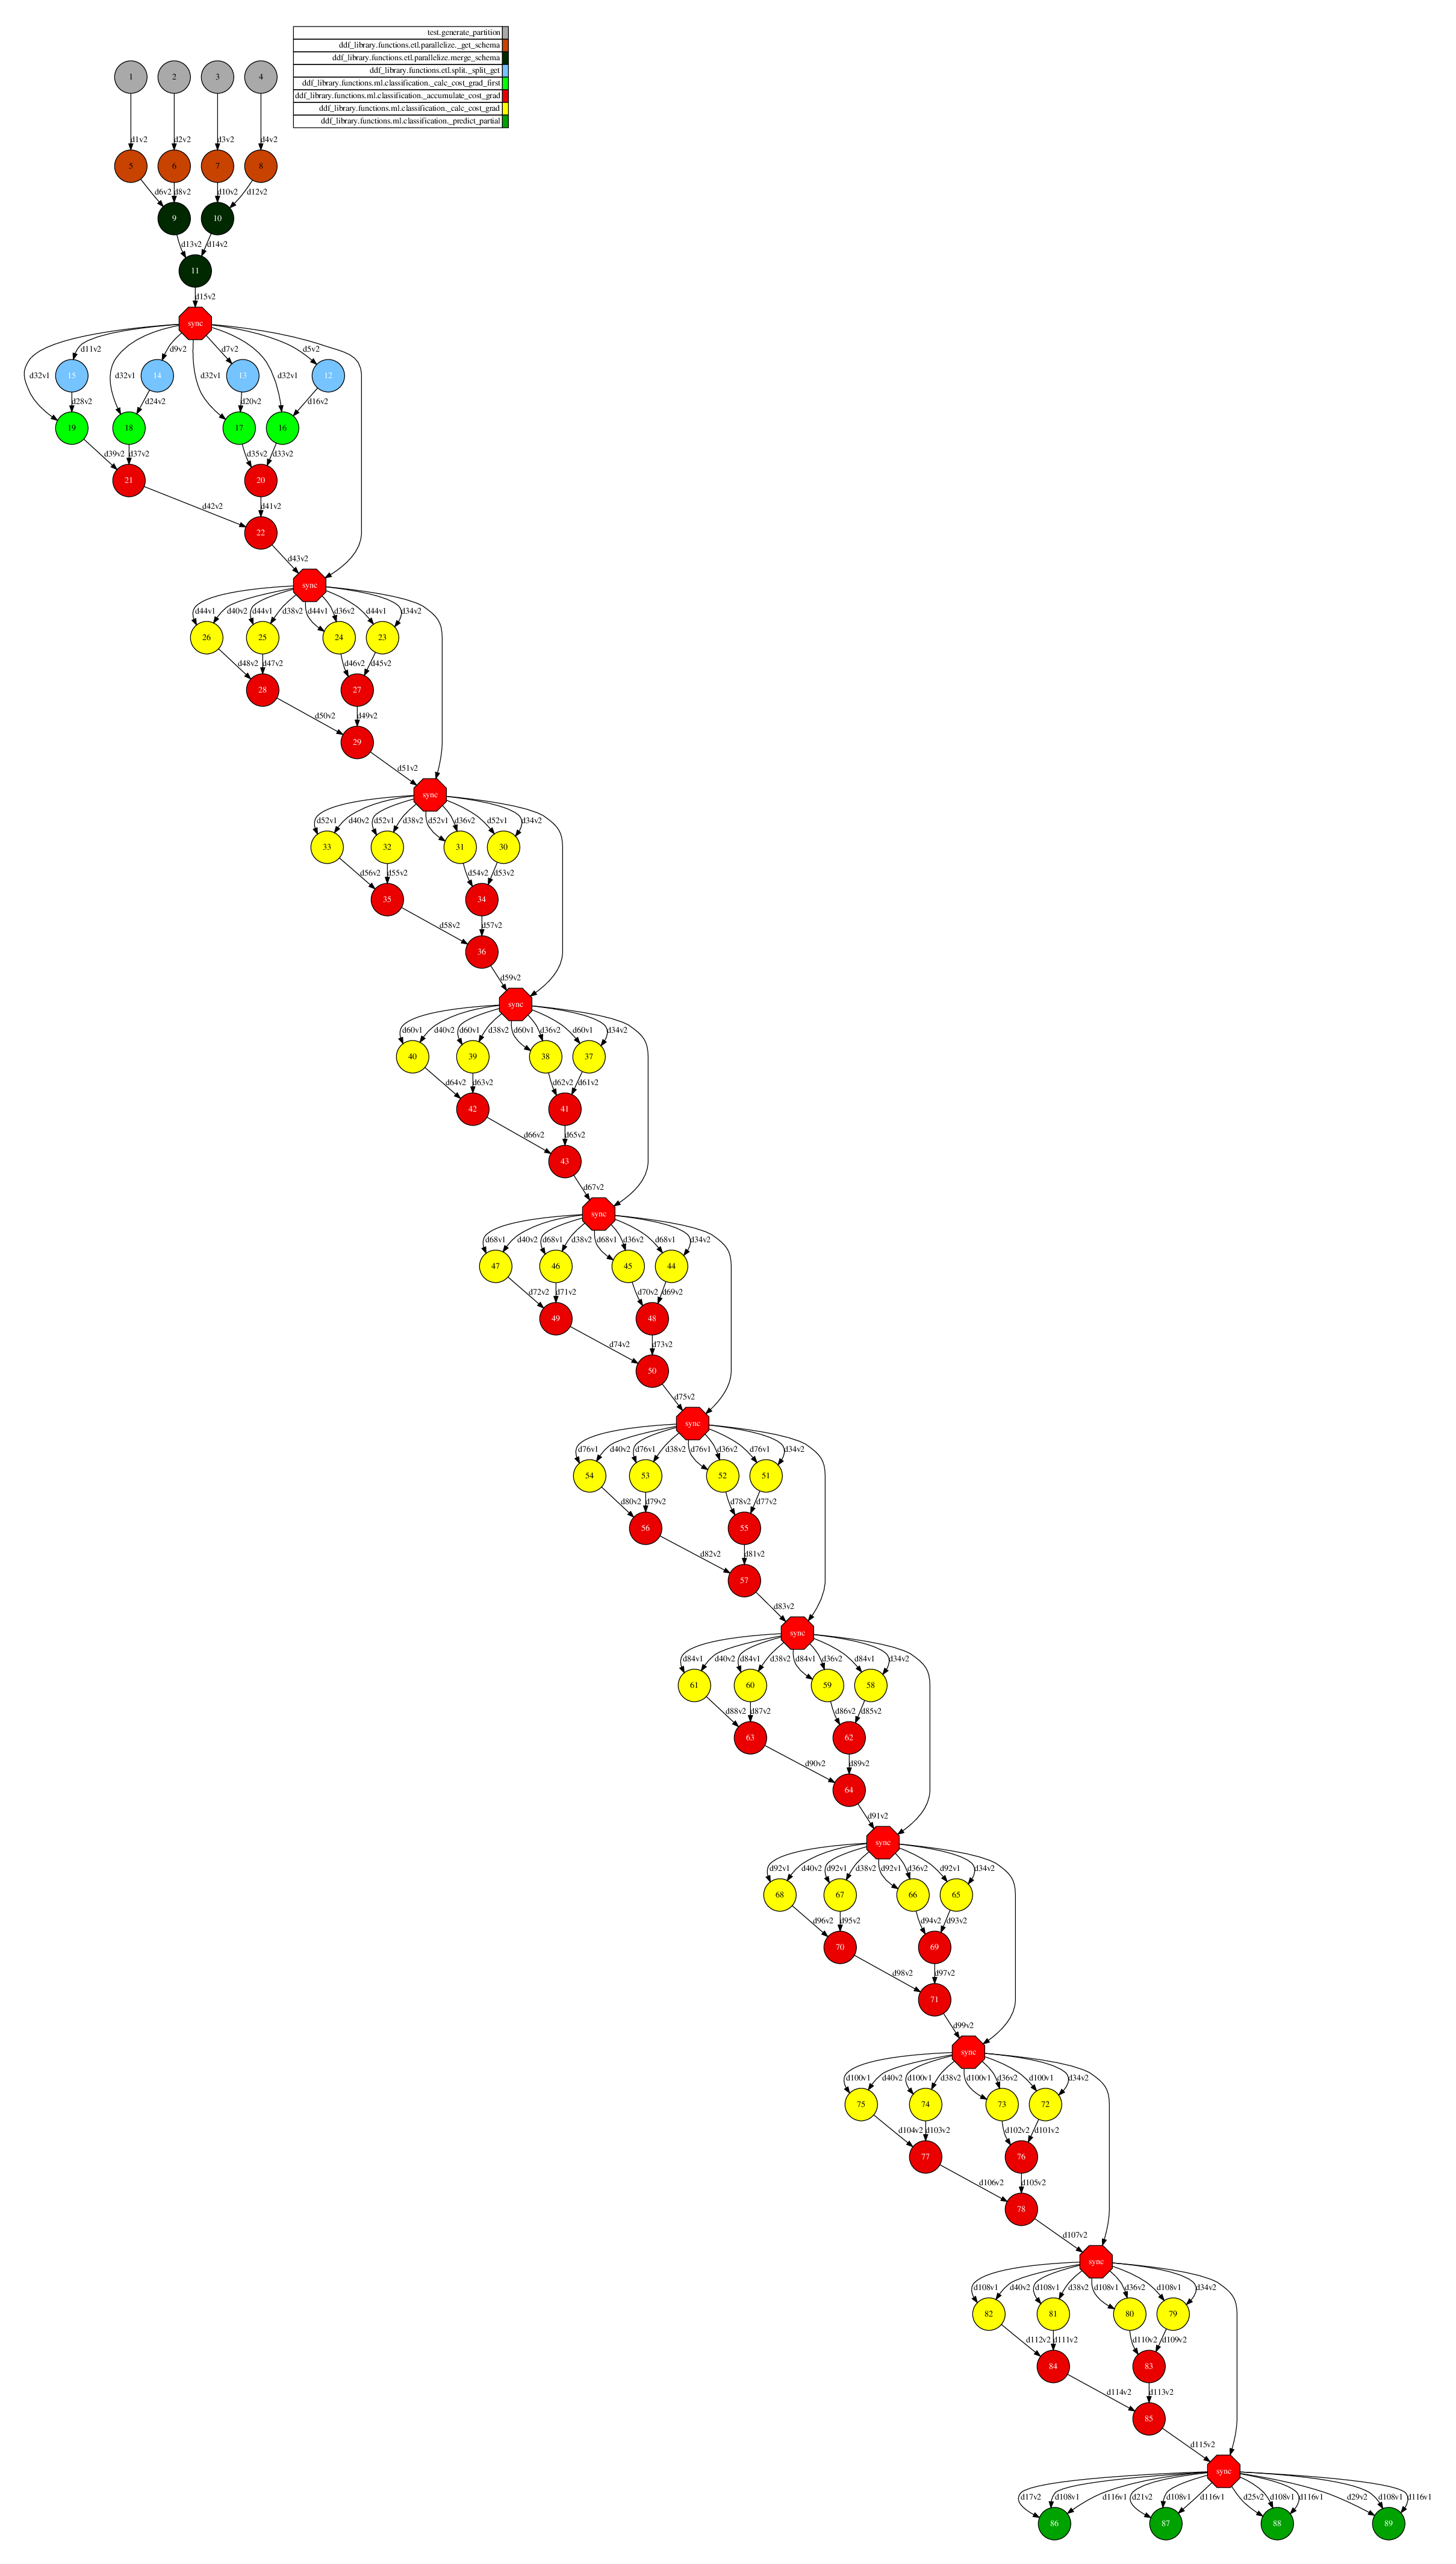 test.generate_partition
ddf_library.functions.etl.parallelize._get_schema
ddf_library.functions.etl.parallelize.merge_schema
ddf_library.functions.etl.split._split_get
ddf_library.functions.ml.classification._calc_cost_grad_first
ddf_library.functions.ml.classification._accumulate_cost_grad
ddf_library.functions.ml.classification._calc_cost_grad
ddf_library.functions.ml.classification._predict_partial
1 2 3 4
d1v2 d2v2 d3v2 d4v2
5 6 7 8
d6v2 d8v2 d10v2 d12v2
9 10
d13v2 d14v2
11
d15v2
sync
d11v2 d9v2 d7v2 d5v2
d32v1 15 d32v1 14 d32v1 13 d32v1 12
d28v2 d24v2 d20v2 d16v2
19 18 17 16
d39v2 d37v2 d35v2 d33v2
21 20
d42v2 d41v2
22
d43v2
sync
d44v1 d40v2 d44v1 d38v2 d44v1 d36v2 d44v1 d34v2
26 25 24 23
d48v2 d47v2 d46v2 d45v2
28 27
d50v2 d49v2
29
d51v2
sync
d52v1 d40v2 d52v1 d38v2 d52v1 d36v2 d52v1 d34v2
33 32 31 30
d56v2 d55v2 d54v2 d53v2
35 34
d58v2 d57v2
36
d59v2
sync
d60v1 d40v2 d60v1 d38v2 d60v1 d36v2 d60v1 d34v2
40 39 38 37
d64v2 d63v2 d62v2 d61v2
42 41
d66v2 d65v2
43
d67v2
sync
d68v1 d40v2 d68v1 d38v2 d68v1 d36v2 d68v1 d34v2
47 46 45 44
d72v2 d71v2 d70v2 d69v2
49 48
d74v2 d73v2
50
d75v2
sync
d76v1 d40v2 d76v1 d38v2 d76v1 d36v2 d76v1 d34v2
54 53 52 51
d80v2 d79v2 d78v2 d77v2
56 55
d82v2 d81v2
57
d83v2
sync
d84v1 d40v2 d84v1 d38v2 d84v1 d36v2 d84v1 d34v2
61 60 59 58
d88v2 d87v2 d86v2 d85v2
63 62
d90v2 d89v2
64
d91v2
sync
d92v1 d40v2 d92v1 d38v2 d92v1 d36v2 d92v1 d34v2
68 67 66 65
d96v2 d95v2 d94v2 d93v2
70 69
d98v2 d97v2
71
d99v2
sync
d100v1 d40v2 d100v1 d38v2 d100v1 d36v2 d100v1 d34v2
75 74 73 72
d104v2 d103v2 d102v2 d101v2
77 76
d106v2 d105v2
78
d107v2
sync
d108v1 d40v2 d108v1 d38v2 d108v1 d36v2 d108v1 d34v2
82 81 80 79
d112v2 d111v2 d110v2 d109v2
84 83
d114v2 d113v2
85
d115v2
sync
d17v2 d108v1 d116v1 d21v2 d108v1 d116v1 d25v2 d108v1 d116v1 d29v2 d108v1 d116v1
86 87 88 89